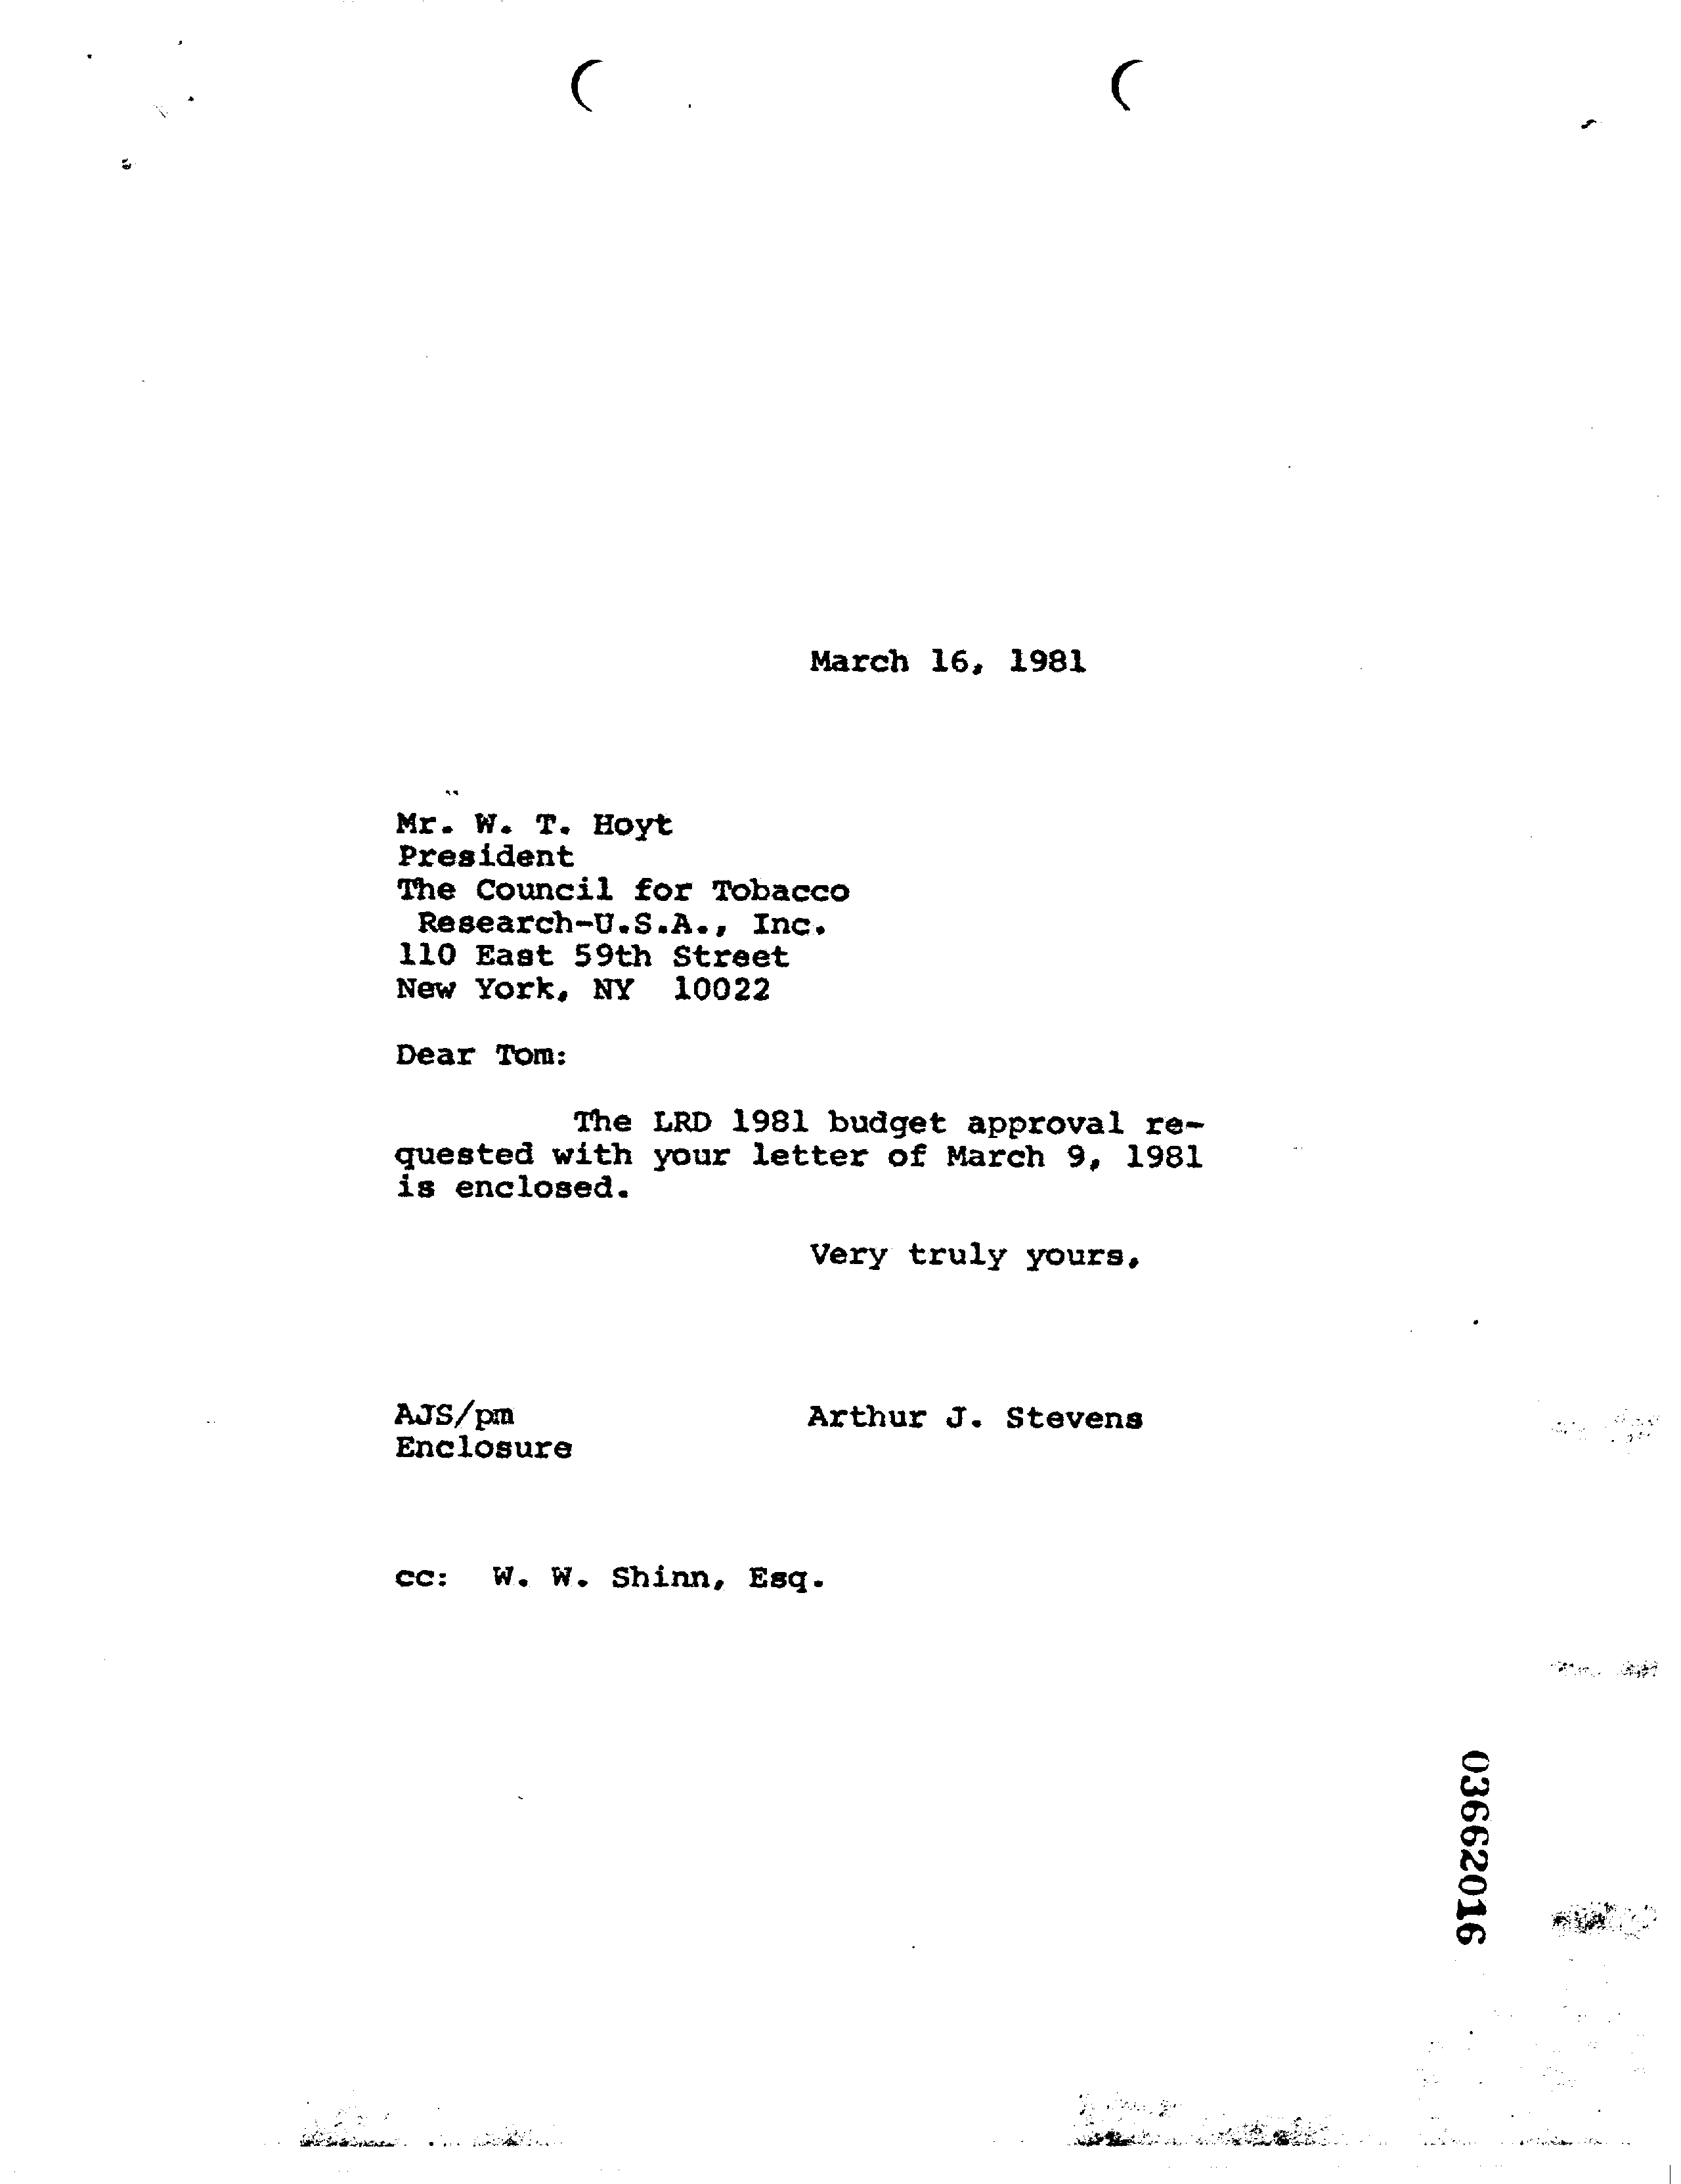 March 16, 1981
Mr. W. T. Hoyt
President
The Council for Tobacco
Research-U.S.A., Inc.
110 East 59th Street
New York, NY 10022
Dear Tom:
The LRD 1981 budget approval re-
quested with your letter of March 9, 1981
is enclosed.
Very truly yours,
AJS/pm Arthur J. Stevens
Enclosure
cc: W. W. Shinn, Esq.
03662016